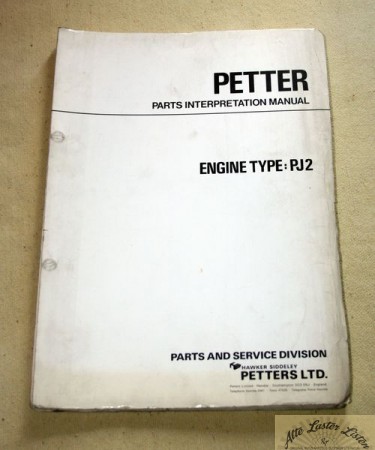 PETTER
PARTS INTERPRETATION MANUAL
ENGINE TYPE: PJ2
PARTS AND SERVICE DIVISION
HAWKER SIDDELEY
PETTERS LTD.
Alte Laster Listen